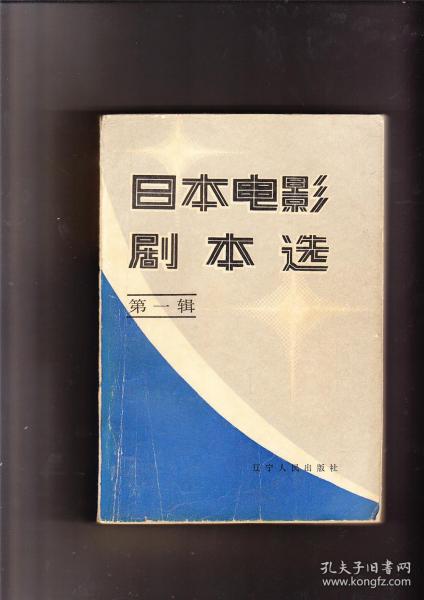 日本电影
剧本选
第一辑
辽宁人民出版社
孔夫子旧书网
www.kongfz.com